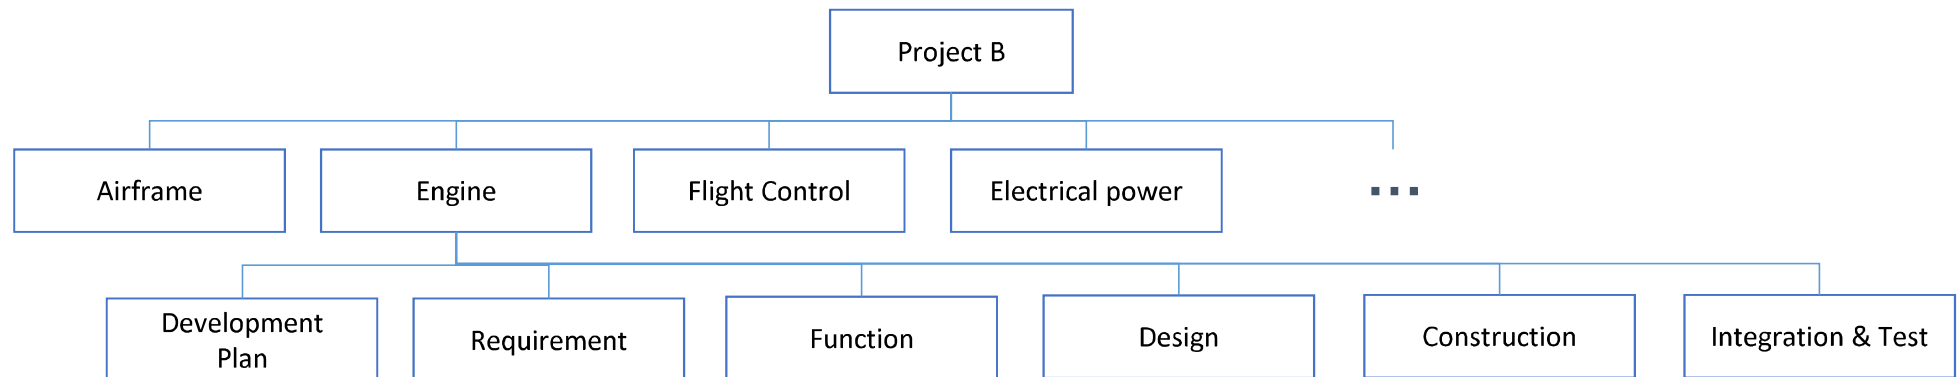 Project B
Airframe
Engine
Flight Control
Electrical power
...
Development
Plan
Requirement
Function
Design
Construction
Integration & Test